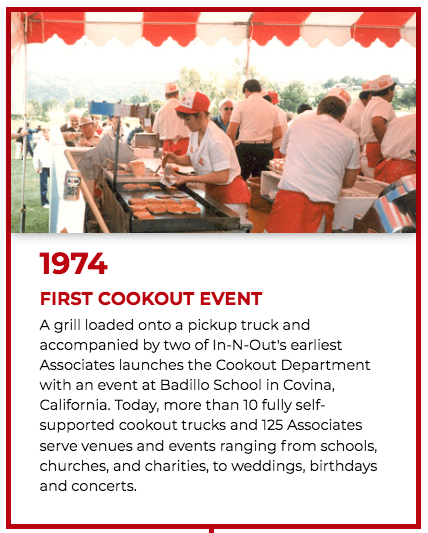 A&W
1974
FIRST COOKOUT EVENT
A grill loaded onto a pickup truck and
accompanied by two of In-N-Out's earliest
Associates launches the Cookout Department
with an event at Badillo School in Covina,
California. Today, more than 10 fully self-
supported cookout trucks and 125 Associates
serve venues and events ranging from schools,
churches, and charities, to weddings, birthdays
and concerts.